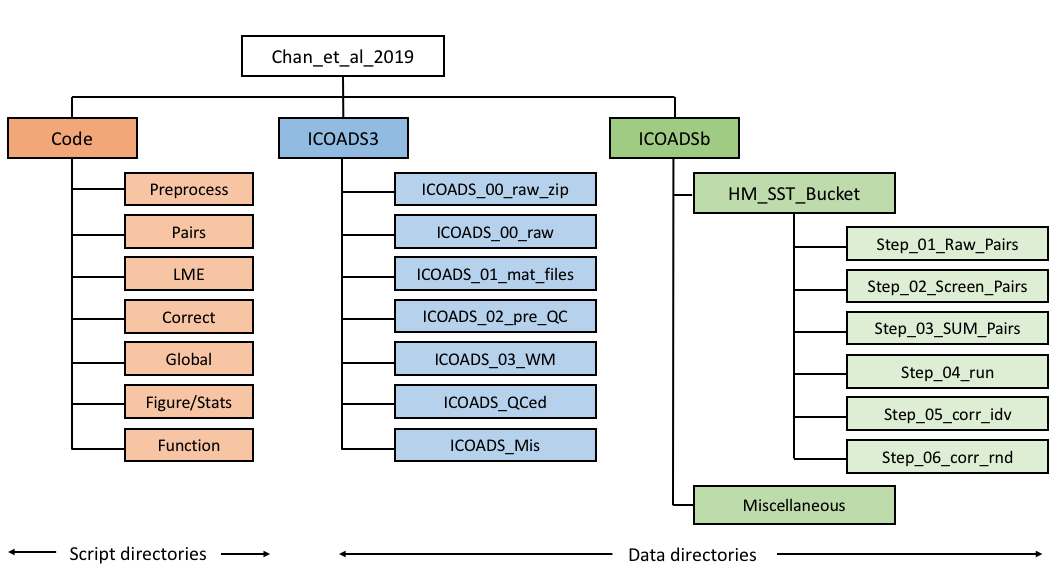 Chan_et_al_2019
Code
ICOADS3
ICOADSb
Preprocess
Pairs
LME
Correct
Global
Figure/Stats
Function
ICOADS_00_raw_zip
ICOADS_00_raw
ICOADS_01_mat_files
ICOADS_02_pre_QC
ICOADS_03_WM
ICOADS_QCed
ICOADS_Mis
HM_SST_Bucket
Step_01_Raw_Pairs
Step_02_Screen_Pairs
Step_03_SUM_Pairs
Step_04_run
Step_05_corr_idv
Step_06_corr_rnd
Miscellaneous
Script directories
Data directories